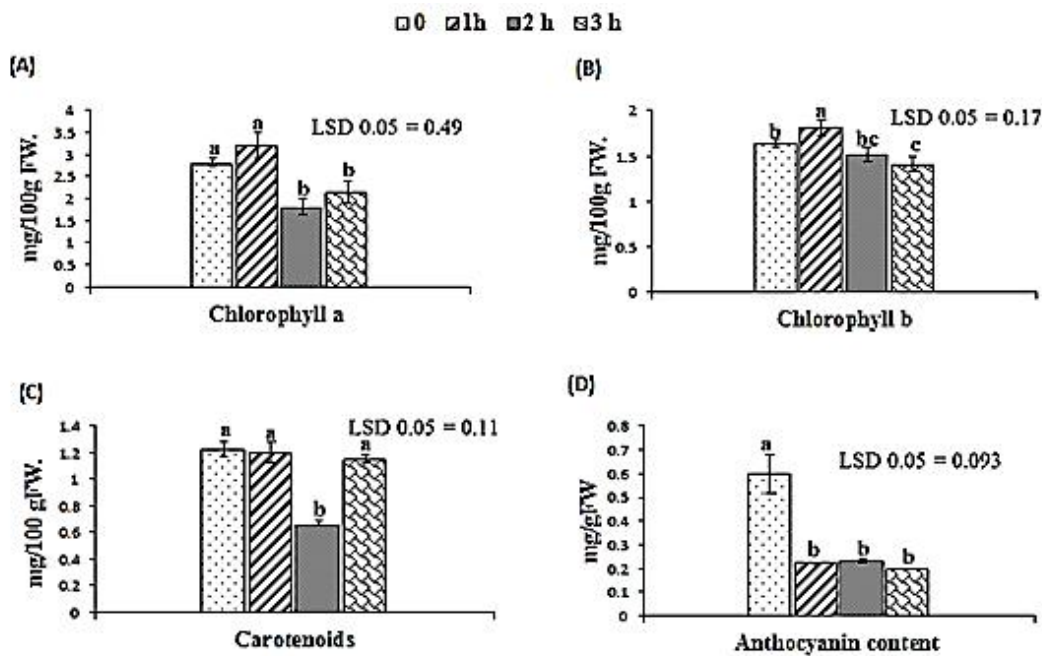 0 1h 2 h 3 h
(A)
(B)
mg/100g FW.
4
3.5
3
2.5
2
1.5
1
0.5
0
LSD 0.05 = 0.49
a
a
b
b
Chlorophyll a
mg/100g FW.
2
1.5
1
0.5
0
LSD 0.05 = 0.17
b
a
bc
c
Chlorophyll b
(C)
(D)
mg/100 gFW.
1.4
1.2
1
0.8
0.6
0.4
0.2
0
LSD 0.05 = 0.11
a
a
b
a
Carotenoids
mg/gFW
0.8
0.7
0.6
0.5
0.4
0.3
0.2
0.1
0
LSD 0.05 = 0.093
a
b
b
b
Anthocyanin content